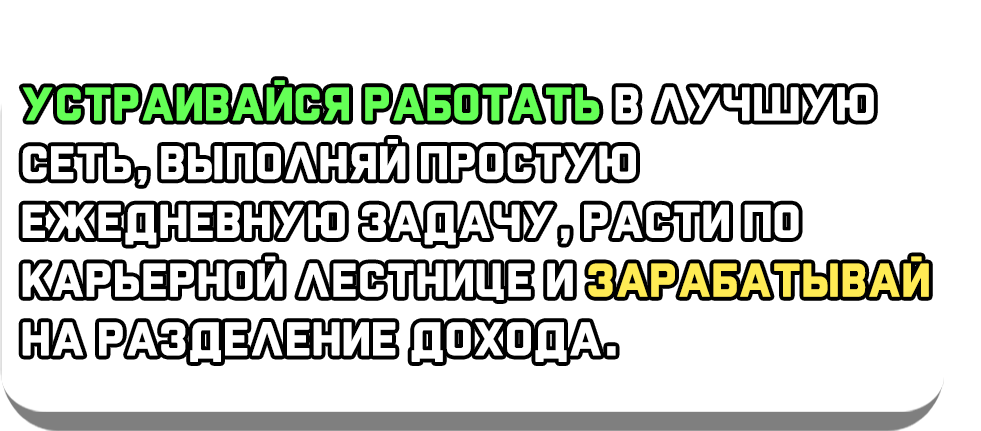 УСТРАИВАЙСЯ РАБОТАТЬ В ЛУЧШУЮ
СЕТЬ, ВЫПОЛНЯЙ ПРОСТУЮ
ЕЖЕДНЕВНУЮ ЗАДАЧУ, РАСТИ ПО
КАРЬЕРНОЙ ЛЕСТНИЦЕ И ЗАРАБАТЫВАЙ
НА РАЗДЕЛЕНИЕ ДОХОДА.